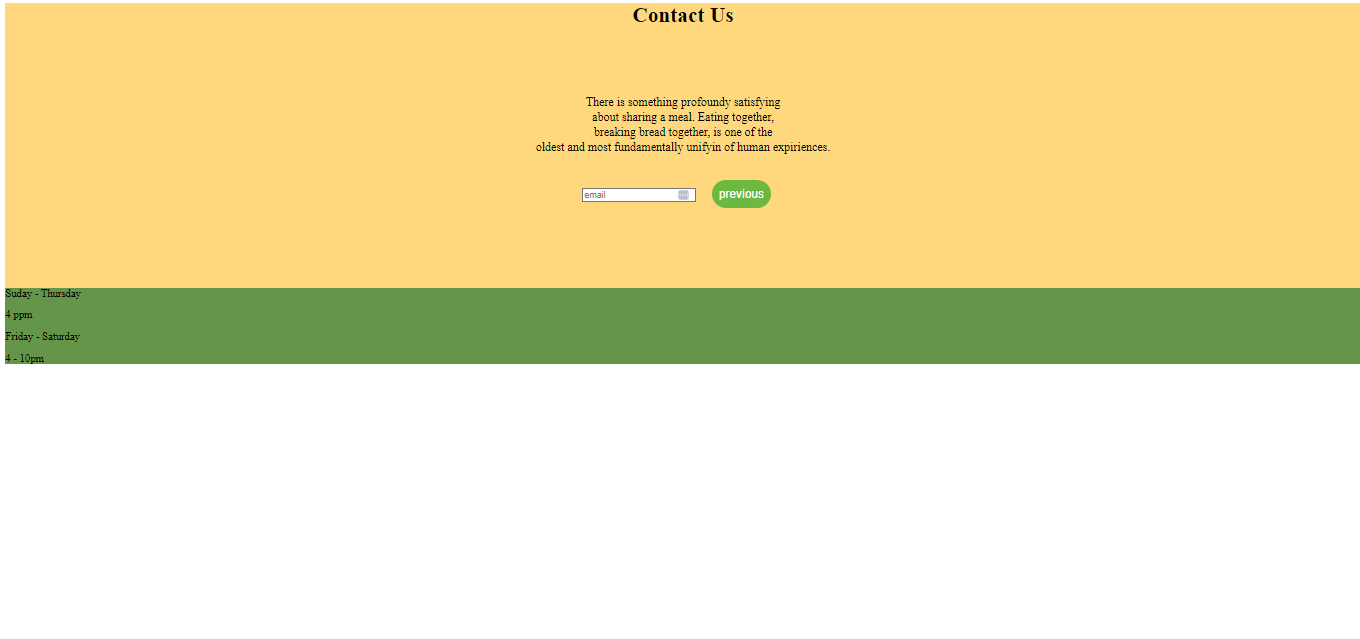 Contact Us
There is something profoundy satisfying
about sharing a meal. Eating together,
breaking bread together, is one of the
oldest and most fundamentally unifyin of human expiriences.
email previous
Suday - Thursday
4 ppm
Friday - Saturday
4 - 10pm